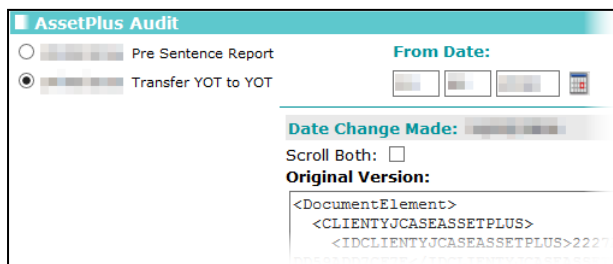 AssetPlus Audit
Pre Sentence Report
Transfer YOT to YOT
From Date:
Date Change Made:
Scroll Both:
Original Version:
<DocumentElement>
<CLIENTYJCASEASSETPLUS>
<IDCLIENTYJCASEASSETPLUS>2227